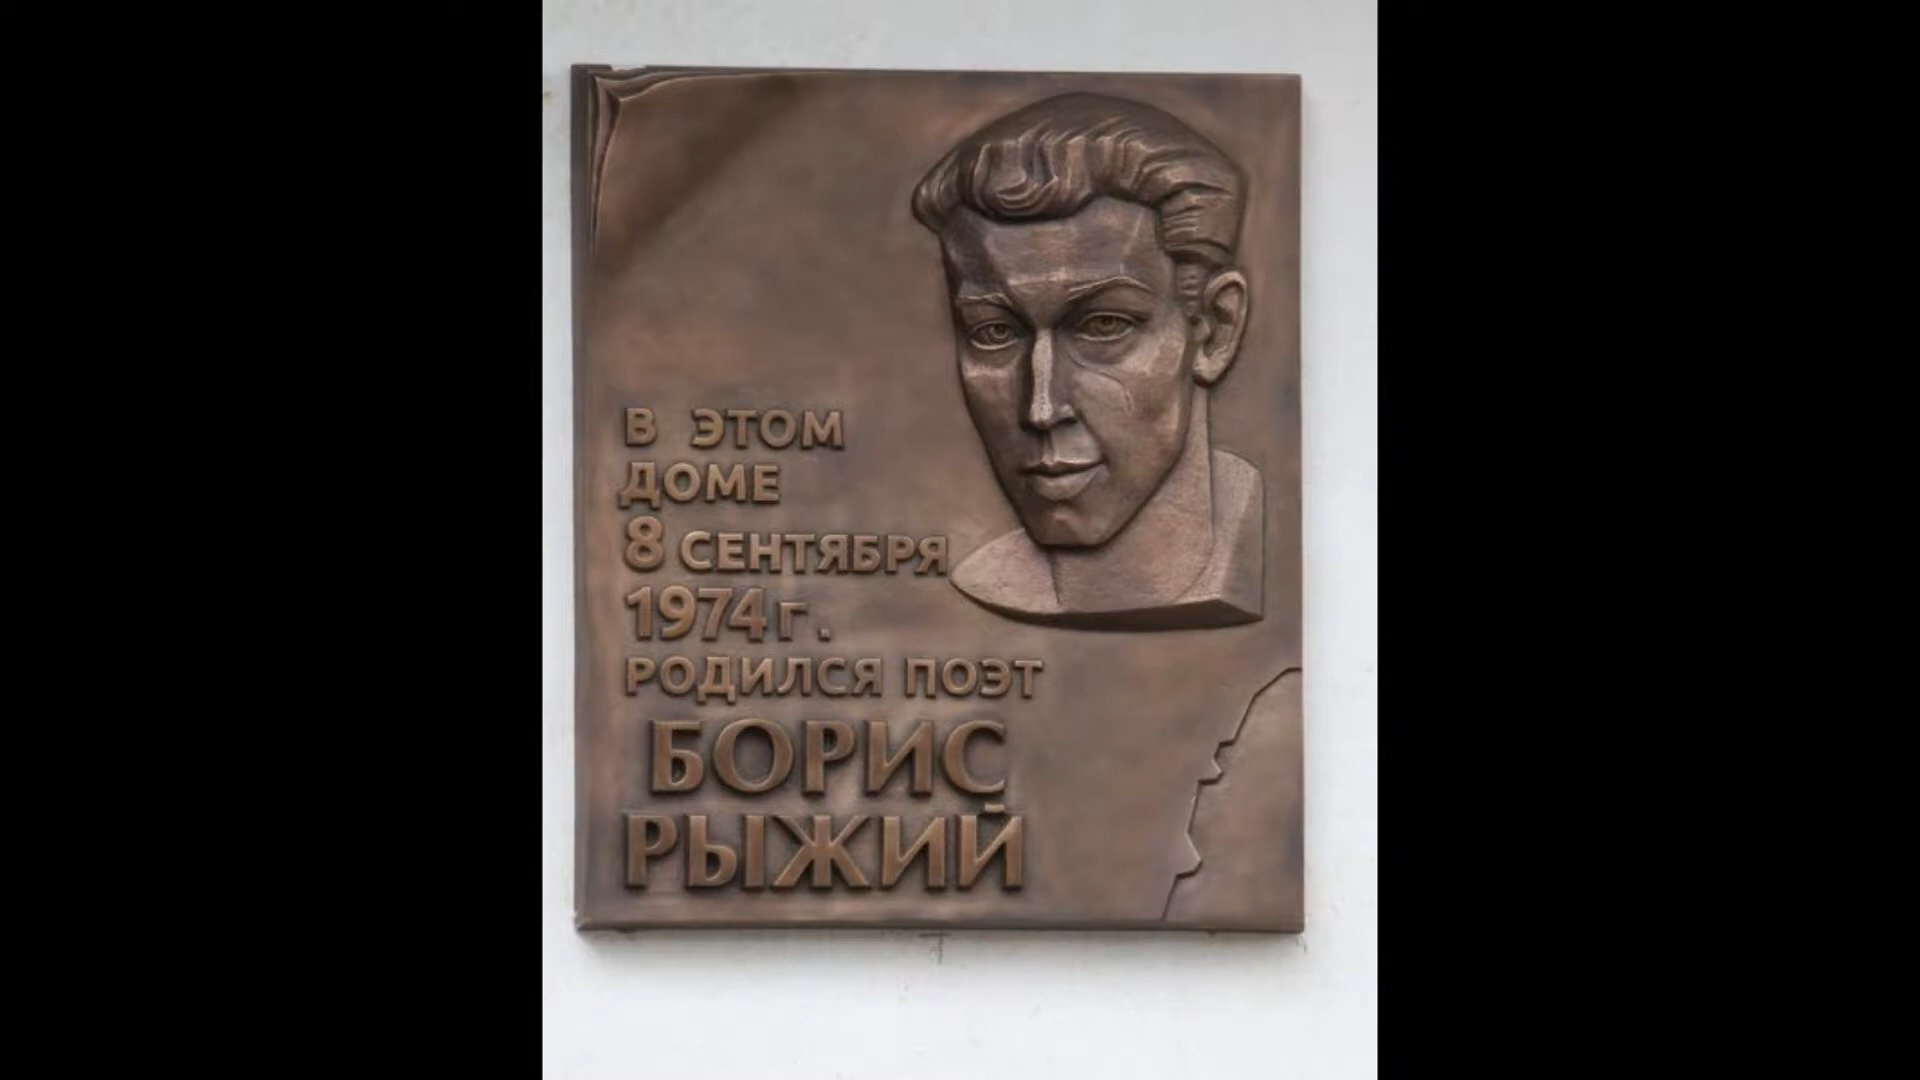 В ЭТОМ
ДОМЕ
8 СЕНТЯБРЯ
1974 г.
РОДИЛСЯ ПОЭТ
БОРИС
РЫЖИЙ